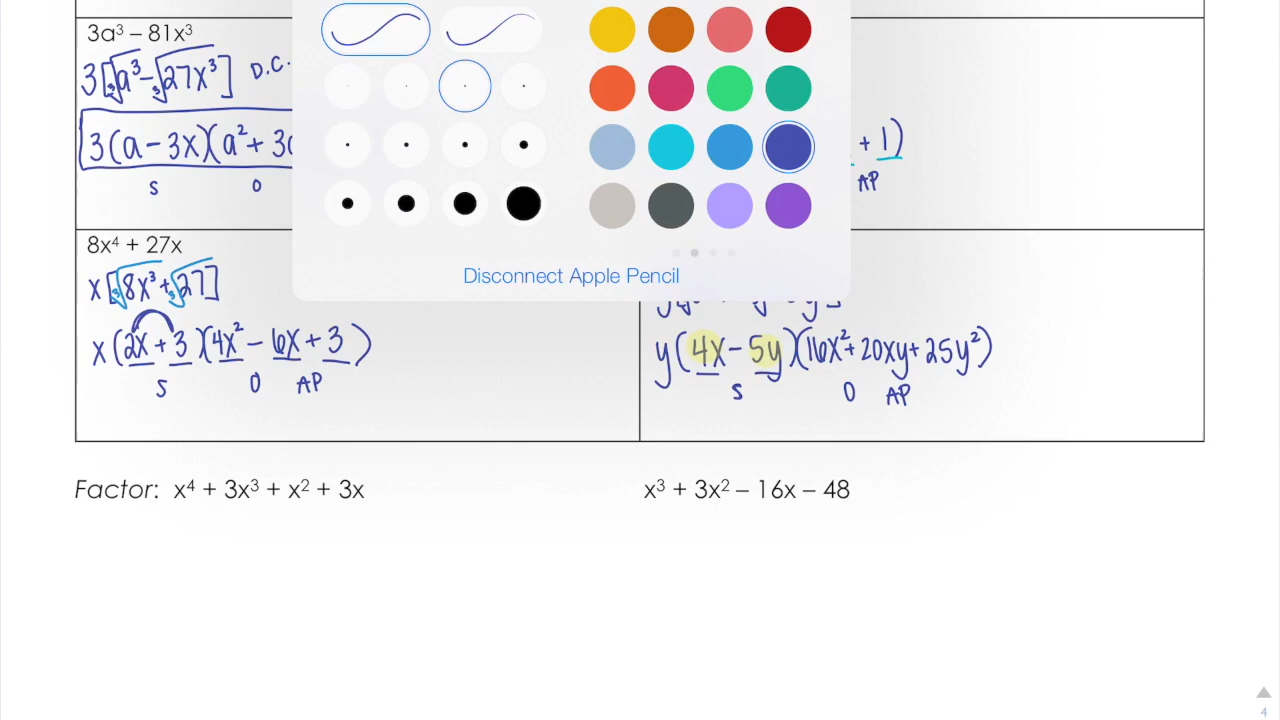 3a³ – 81x³
3[∛a³ – ∛27x³] D.C.
3(a – 3x)(a² + 3
S O
+ 1)
AP
Disconnect Apple Pencil
8x⁴ + 27x
x[∛8x³ + ∛27]
x(2x + 3)(4x² – 6x + 3)
S O AP
y(4x – 5y)(16x² + 20xy + 25y²)
S O AP
Factor: x⁴ + 3x³ + x² + 3x
x³ + 3x² – 16x – 48
4